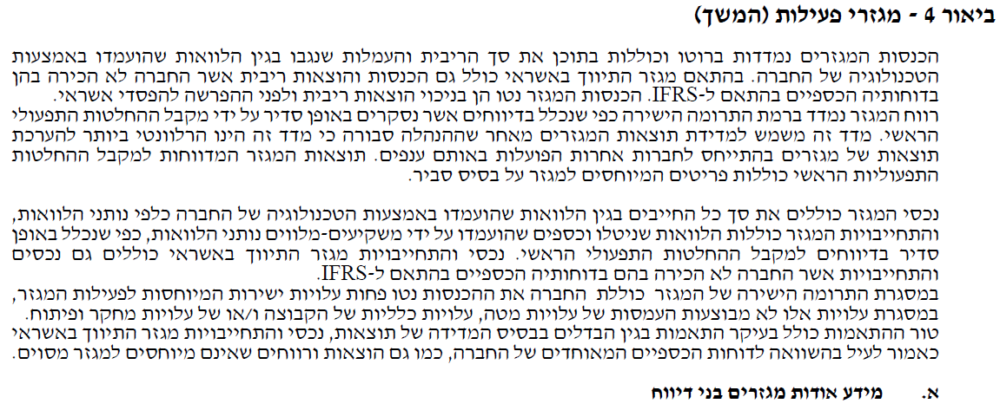 ביאור 4 - מגזרי פעילות (המשך)
הכנסות המגזרים נמדדות ברוטו וכוללות בתוכן את סך הריבית והעמלות שנגבו בגין הלוואות שהועמדו באמצעות
הטכנולוגיה של החברה. בהתאם מגזר התיווך באשראי כולל גם הכנסות והוצאות ריבית אשר החברה לא הכירה בהן
בדוחותיה הכספיים בהתאם ל-IFRS. הכנסות המגזר נטו הן בניכוי הוצאות ריבית ולפני ההפרשה להפסדי אשראי.
רווח המגזר נמדד ברמת התרומה הישירה כפי שנכלל בדיווחים אשר נסקרים באופן סדיר על ידי מקבל ההחלטות התפעולי
הראשי. מדד זה משמש למדידת תוצאות המגזרים מאחר שההנהלה סבורה כי מדד זה הינו הרלוונטי ביותר להערכת
תוצאות של מגזרים בהתייחס לחברות אחרות הפועלות באותם ענפים. תוצאות המגזר המדווחות למקבל ההחלטות
התפעוליות הראשי כוללות פריטים המיוחסים למגזר על בסיס סביר.
נכסי המגזר כוללים את סך כל החייבים בגין הלוואות שהועמדו באמצעות הטכנולוגיה של החברה כלפי נותני הלוואות,
והתחייבויות המגזר כוללות הלוואות שניטלו וכספים שהועמדו על ידי משקיעים-מלווים נותני הלוואות, כפי שנכלל באופן
סדיר בדיווחים למקבל ההחלטות התפעולי הראשי. נכסי והתחייבויות מגזר התיווך באשראי כוללים גם נכסים
והתחייבויות אשר החברה לא הכירה בהם בדוחותיה הכספיים בהתאם ל-IFRS.
במסגרת התרומה הישירה של המגזר כוללת החברה את ההכנסות נטו פחות עלויות ישירות המיוחסות לפעילות המגזר,
במסגרת עלויות אלו לא מבוצעות העמסות של עלויות מטה, עלויות כלליות של הקבוצה ו/או של עלויות מחקר ופיתוח.
טור ההתאמות כולל בעיקר התאמות בגין הבדלים בבסיס המדידה של תוצאות, נכסי והתחייבויות מגזר התיווך באשראי
כאמור לעיל בהשוואה לדוחות הכספיים המאוחדים של החברה, כמו גם הוצאות ורווחים שאינם מיוחסים למגזר מסוים.
א. מידע אודות מגזרים בני דיווח